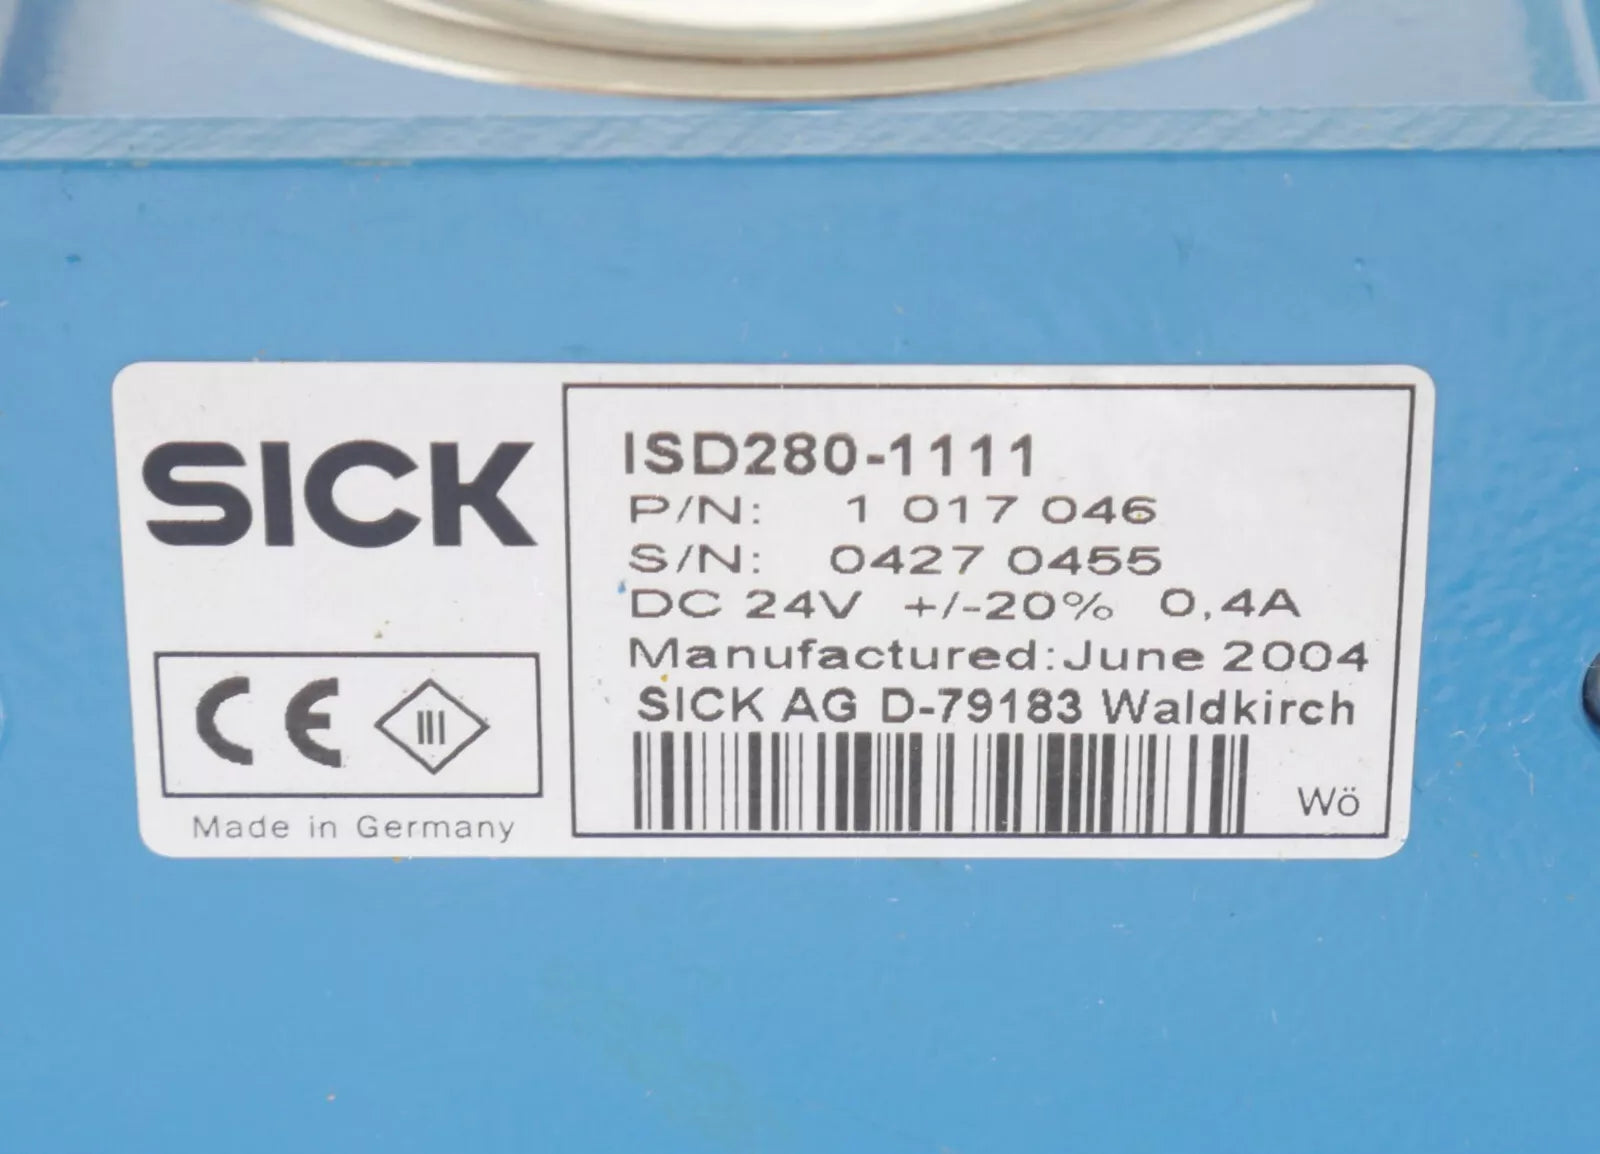 SICK
ISD280-1111
P/N: 1 017 046
S/N: 0427 0455
DC 24V +/-20% 0,4A
Manufactured:June 2004
SICK AG D-79183 Waldkirch
Wö
CE III
Made in Germany